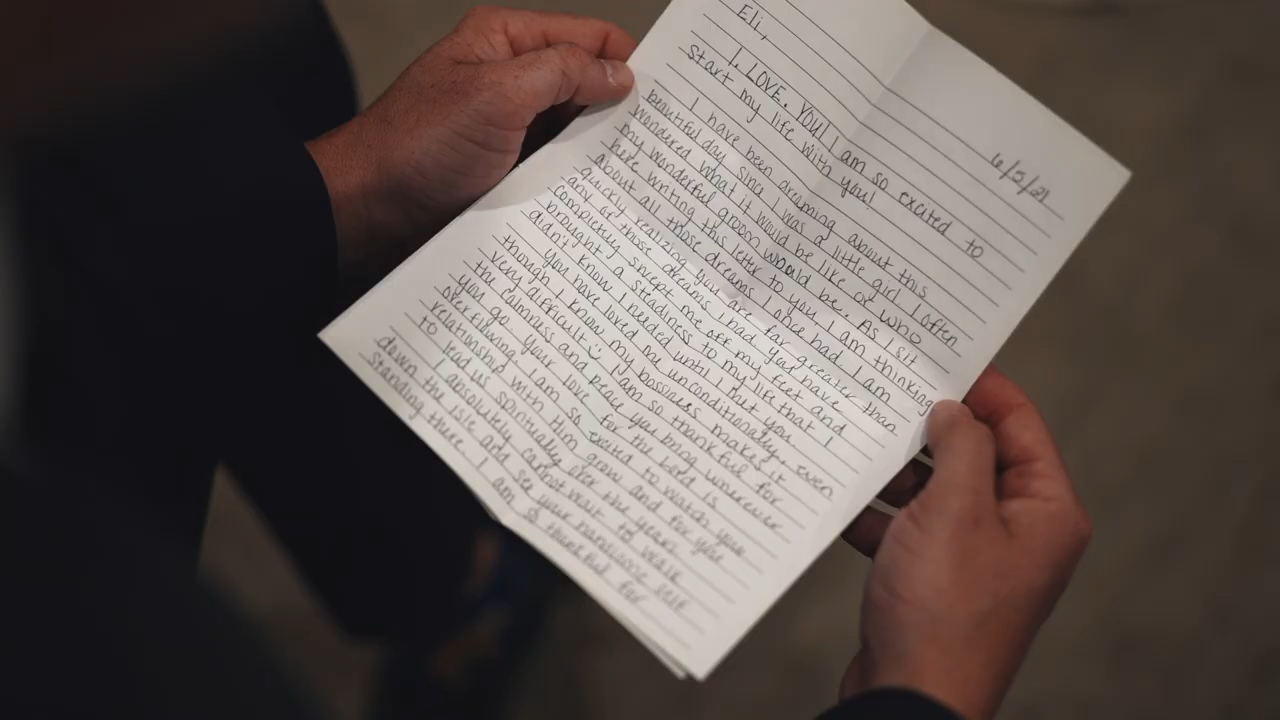 6/5/21
Eli,
I. LOVE. YOU! I am so excited to
start my life with you!
I have been dreaming about this
beautiful day since I was a little girl. I often
wondered what it would be like or who
my wonderful groom would be. As I sit
here writing this letter to you I am thinking
about all those dreams I once had. I am
quickly realizing you are far greater than
any of those dreams I had. You have
completely swept me off my feet and
brought a stradiness to my life that I
didn't know I needed until I met you.
You have loved me unconditionally, even
though I know my bossiness makes it
very difficult :) I am so thankful for
the calmness and peace you bring wherever
you go. Your love for the Lord is
overflowing. I am so excited to watch your
relationship with Him grow and for you
to lead us spiritually over the years.
I absolutely cannot wait to walk
down the isle and see your handsome self
standing there. I am so thankful for